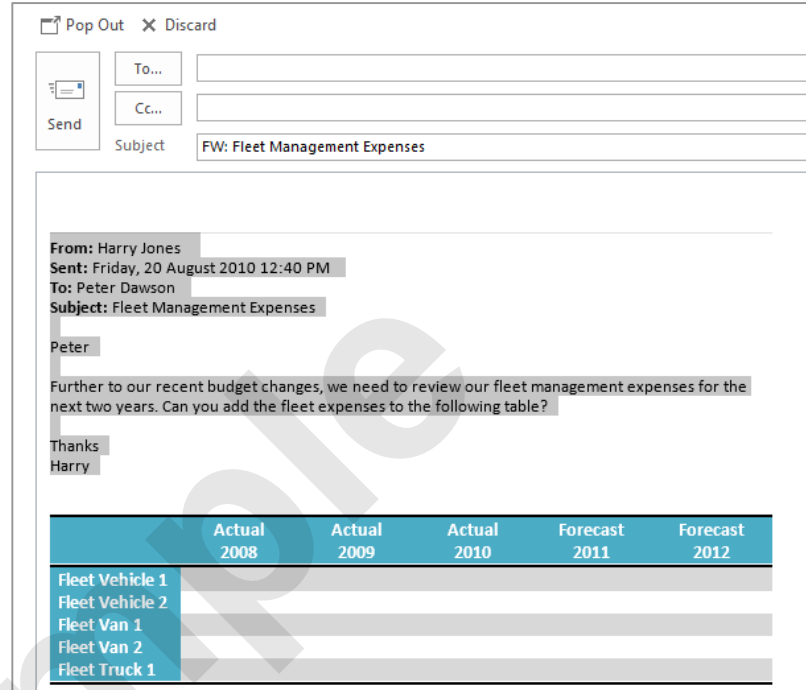 Pop Out Discard
To...
Cc...
Send
Subject FW: Fleet Management Expenses
From: Harry Jones
Sent: Friday, 20 August 2010 12:40 PM
To: Peter Dawson
Subject: Fleet Management Expenses
Peter
Further to our recent budget changes, we need to review our fleet management expenses for the
next two years. Can you add the fleet expenses to the following table?
Thanks
Harry
Actual Actual Actual Forecast Forecast
2008 2009 2010 2011 2012
Fleet Vehicle 1
Fleet Vehicle 2
Fleet Van 1
Fleet Van 2
Fleet Truck 1